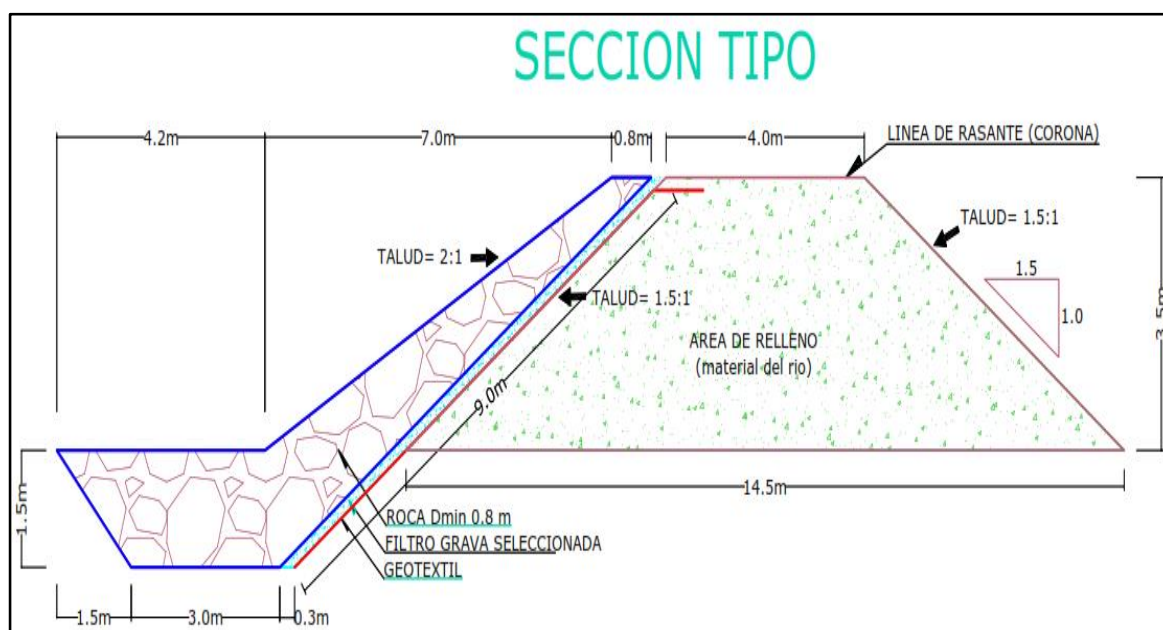 SECCION TIPO
4.2m
7.0m
0.8m
4.0m
LINEA DE RASANTE (CORONA)
TALUD= 2:1
TALUD= 1.5:1
TALUD= 1.5:1
1.5
1.0
3.5m
AREA DE RELLENO
(material del rio)
9.0m
14.5m
1.5m
ROCA Dmin 0.8 m
FILTRO GRAVA SELECCIONADA
GEOTEXTIL
1.5m
3.0m
0.3m